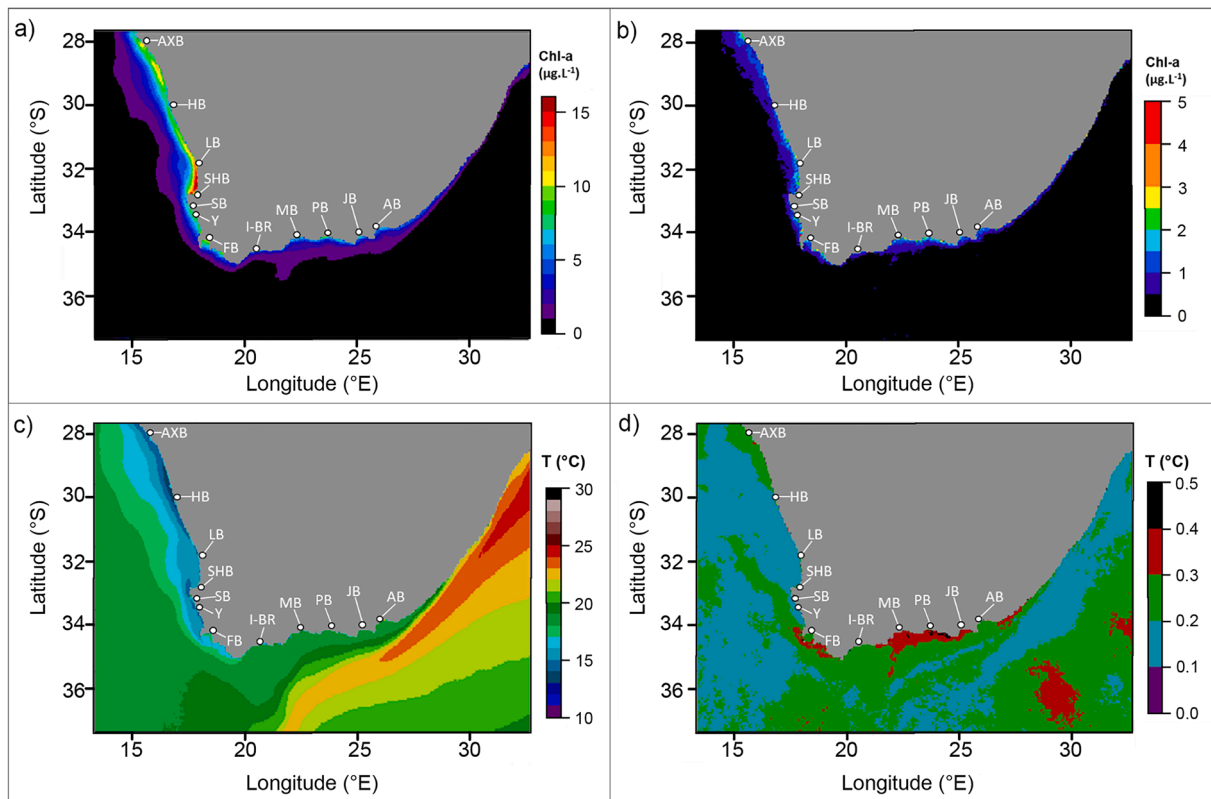 a)
28
30
32
34
36
Latitude (°S)
AXB
HB
LB
SHB
SB
Y
FB
I-BR
MB
PB
JB
AB
15
20
25
30
Longitude (°E)
Chl-a
(µg.L⁻¹)
15
10
5
0
b)
28
30
32
34
36
Latitude (°S)
AXB
HB
LB
SHB
SB
Y
FB
I-BR
MB
PB
JB
AB
15
20
25
30
Longitude (°E)
Chl-a
(µg.L⁻¹)
5
4
3
2
1
0
c)
28
30
32
34
36
Latitude (°S)
AXB
HB
LB
SHB
SB
Y
FB
I-BR
MB
PB
JB
AB
15
20
25
30
Longitude (°E)
T (°C)
30
25
20
15
10
d)
28
30
32
34
36
Latitude (°S)
AXB
HB
LB
SHB
SB
Y
FB
I-BR
MB
PB
JB
AB
15
20
25
30
Longitude (°E)
T (°C)
0.5
0.4
0.3
0.2
0.1
0.0